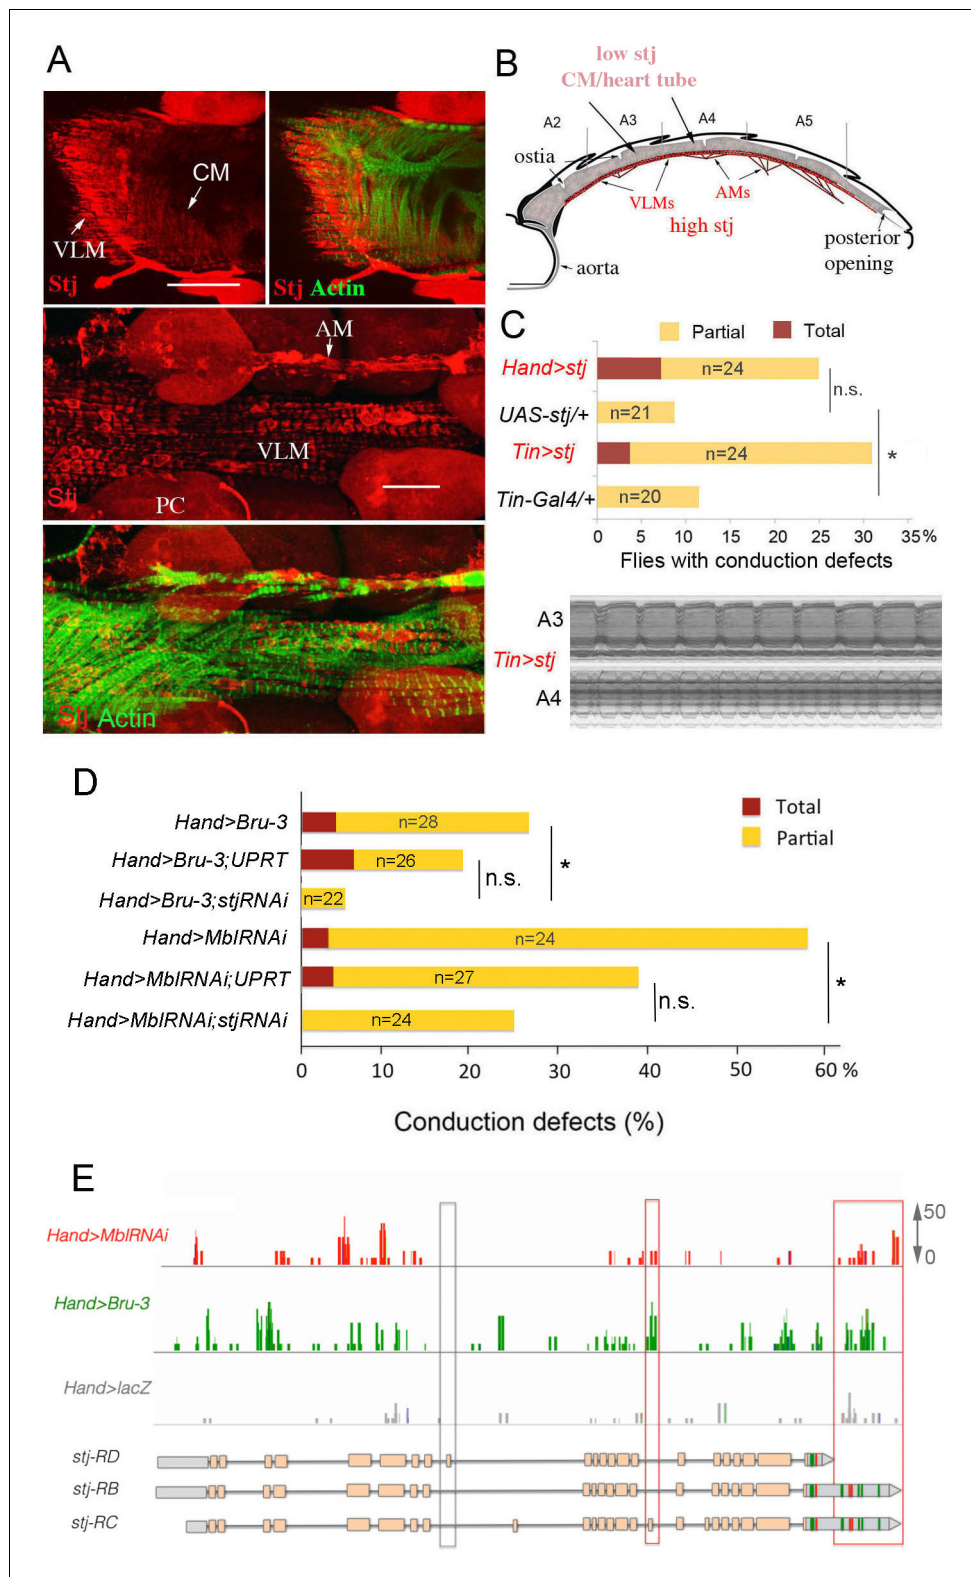 A
CM
VLM
Stj
Stj Actin
AM
VLM
Stj
PC
Stj Actin
B
low stj
CM/heart tube
A2
A3
A4
A5
ostia
VLMs
AMs
high stj
aorta
posterior
opening
C
Partial
Total
Hand>stj
n=24
n.s.
UAS-stj/+
n=21
Tin>stj
n=24
*
Tin-Gal4/+
n=20
0 5 10 15 20 25 30 35 %
Flies with conduction defects
A3
Tin>stj
A4
D
Total
Partial
Hand>Bru-3
n=28
Hand>Bru-3;UPRT
n=26
*
n.s.
Hand>Bru-3;stjRNAi
n=22
Hand>MblRNAi
n=24
Hand>MblRNAi;UPRT
n=27
*
n.s.
Hand>MblRNAi;stjRNAi
n=24
0 10 20 30 40 50 60 %
Conduction defects (%)
E
Hand>MblRNAi
50
0
Hand>Bru-3
Hand>lacZ
stj-RD
stj-RB
stj-RC